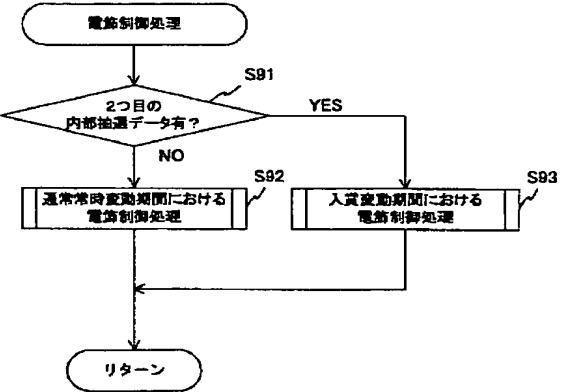 電飾制御処理
S91
2つ目の
内部抽選データ有?
YES
NO
S92
通常常時変動期間における
電飾制御処理
S93
入賞変動期間における
電飾制御処理
リターン